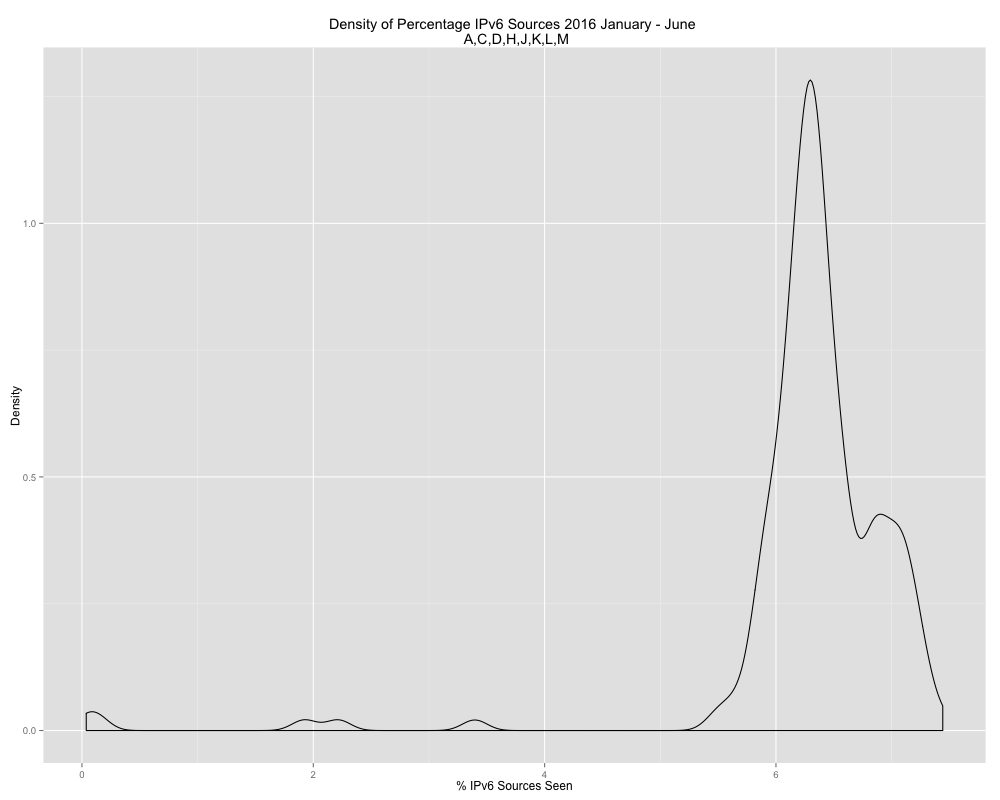 Density of Percentage IPv6 Sources 2016 January - June
A,C,D,H,J,K,L,M
1.0
0.5
0.0
Density
0 2 4 6
% IPv6 Sources Seen